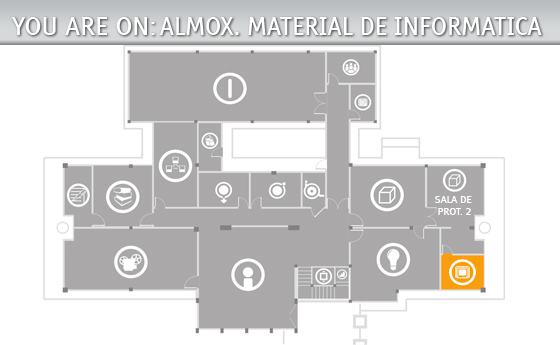 YOU ARE ON: ALMOX. MATERIAL DE INFORMATICA
SALA DE
PROT. 2